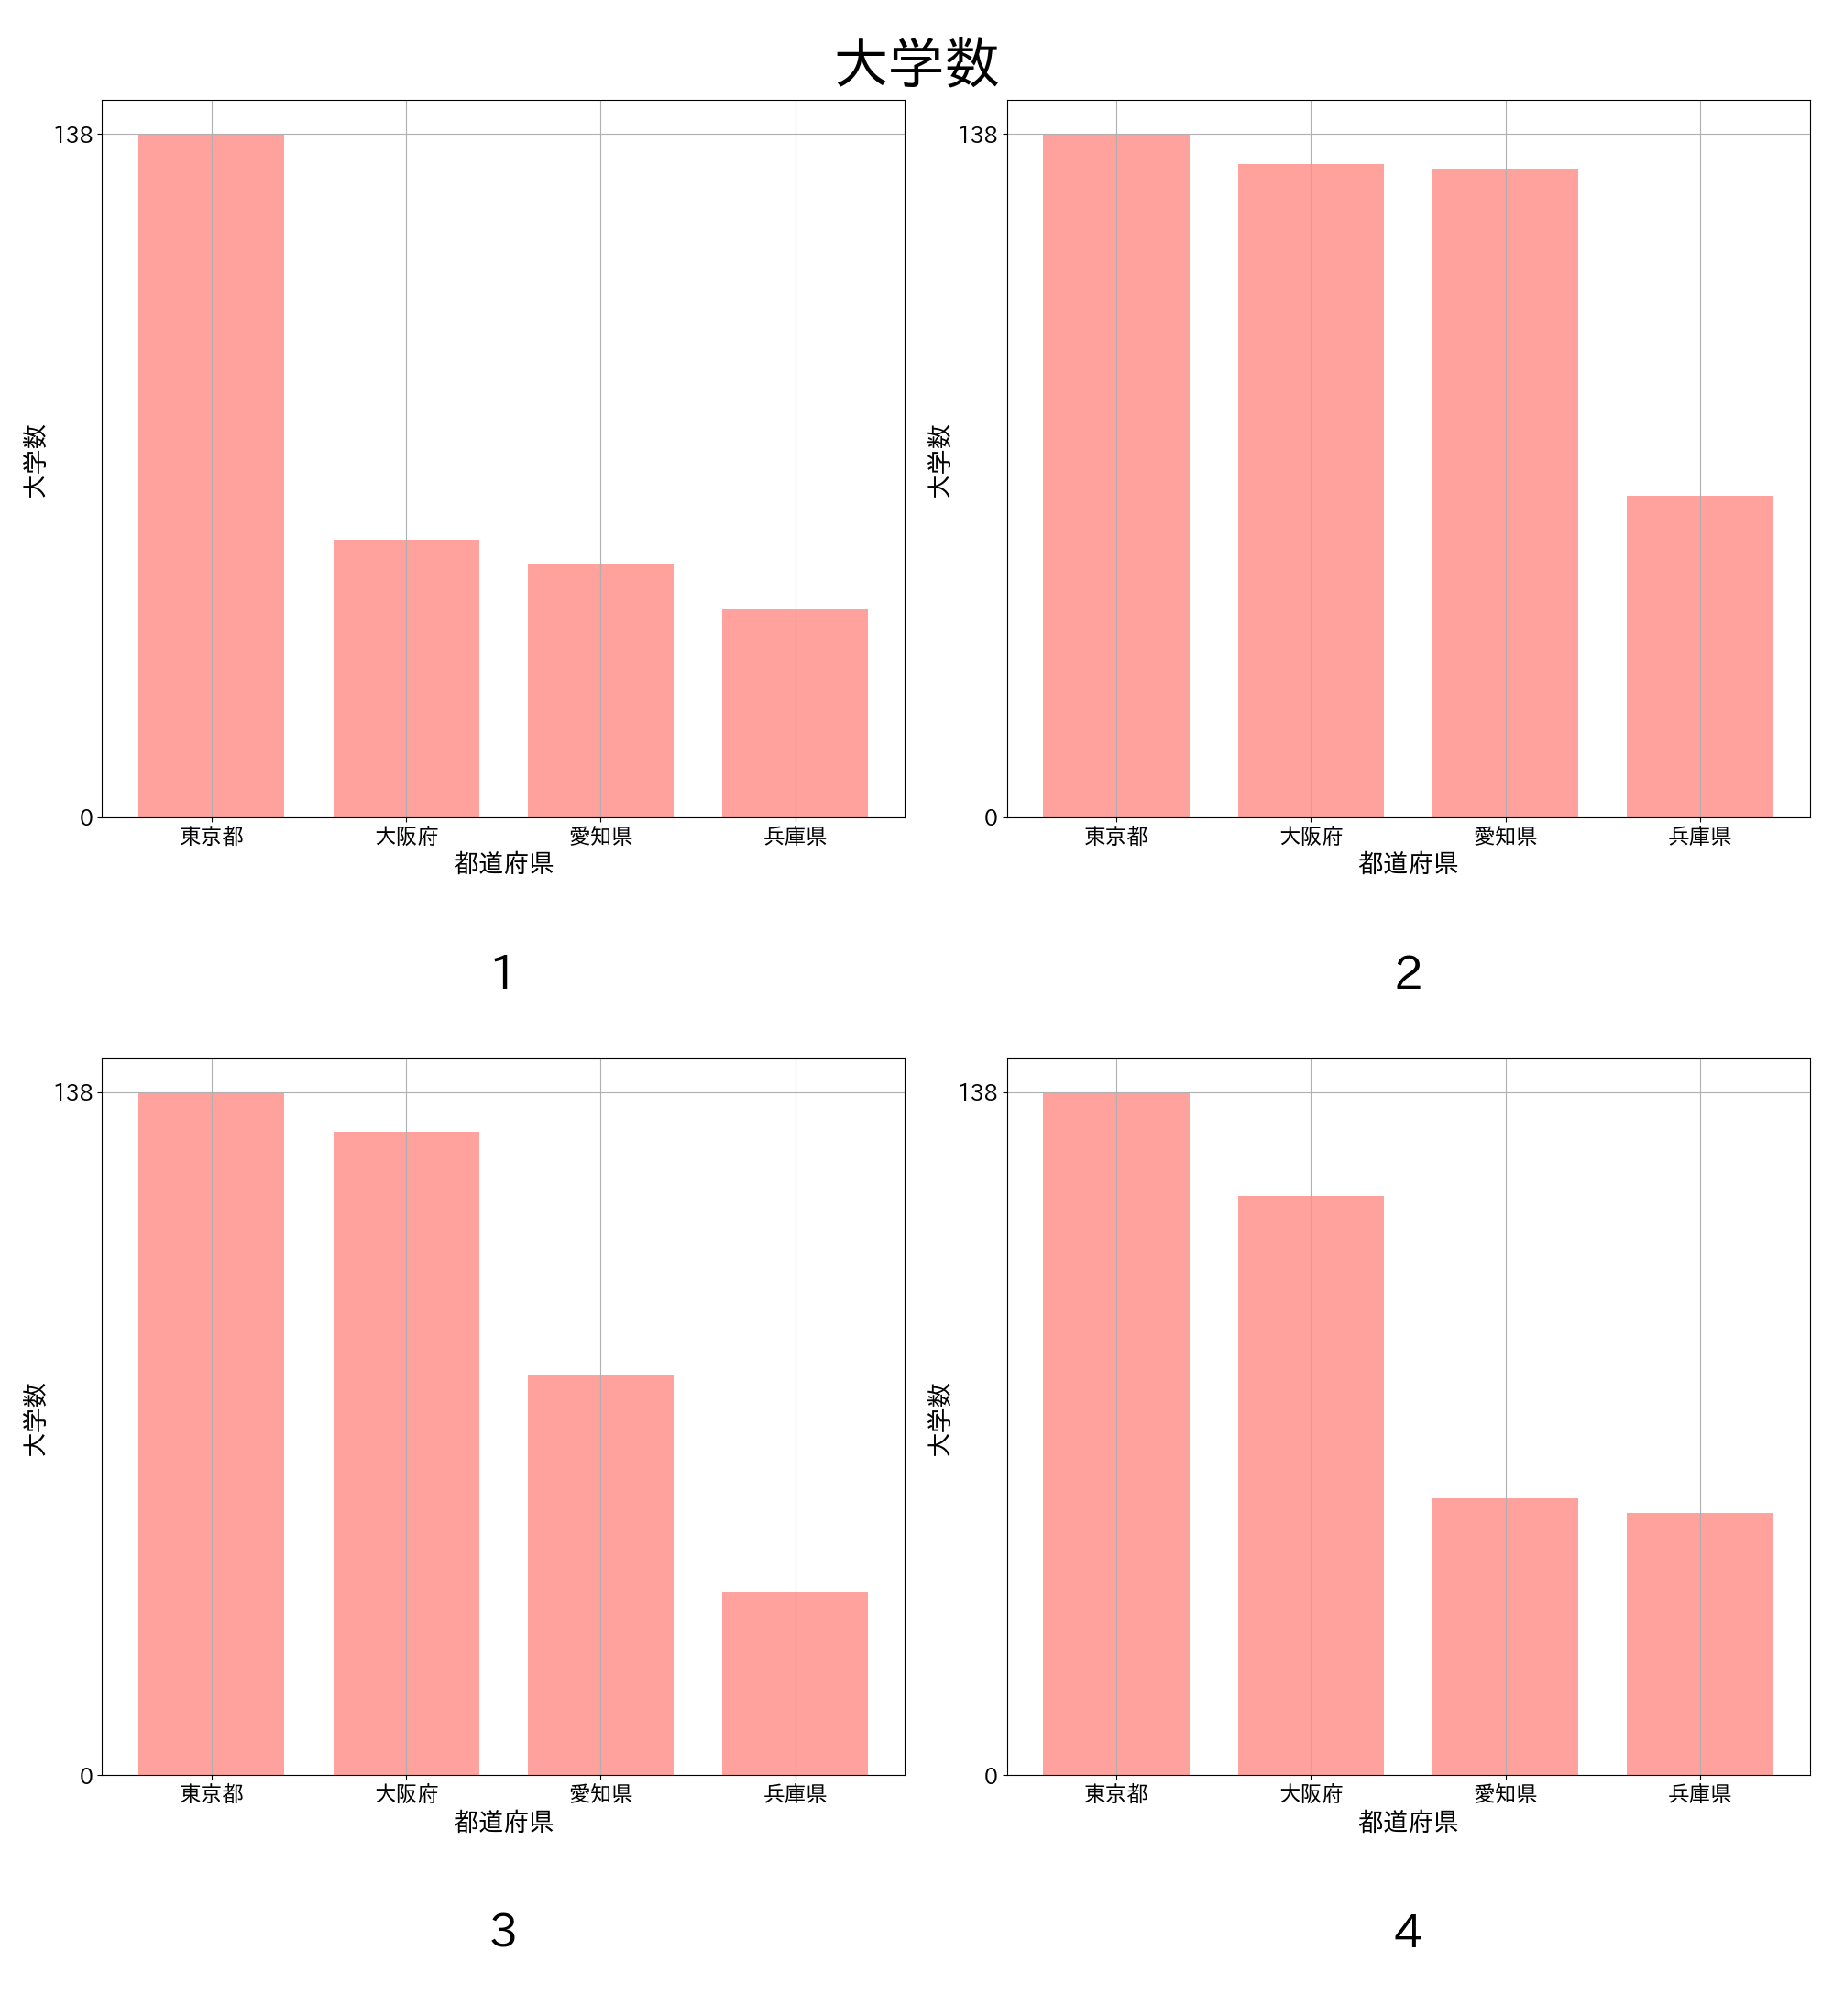 大学数
138
0
大学数
東京都 大阪府 愛知県 兵庫県
都道府県
1
138
0
大学数
東京都 大阪府 愛知県 兵庫県
都道府県
2
138
0
大学数
東京都 大阪府 愛知県 兵庫県
都道府県
3
138
0
大学数
東京都 大阪府 愛知県 兵庫県
都道府県
4